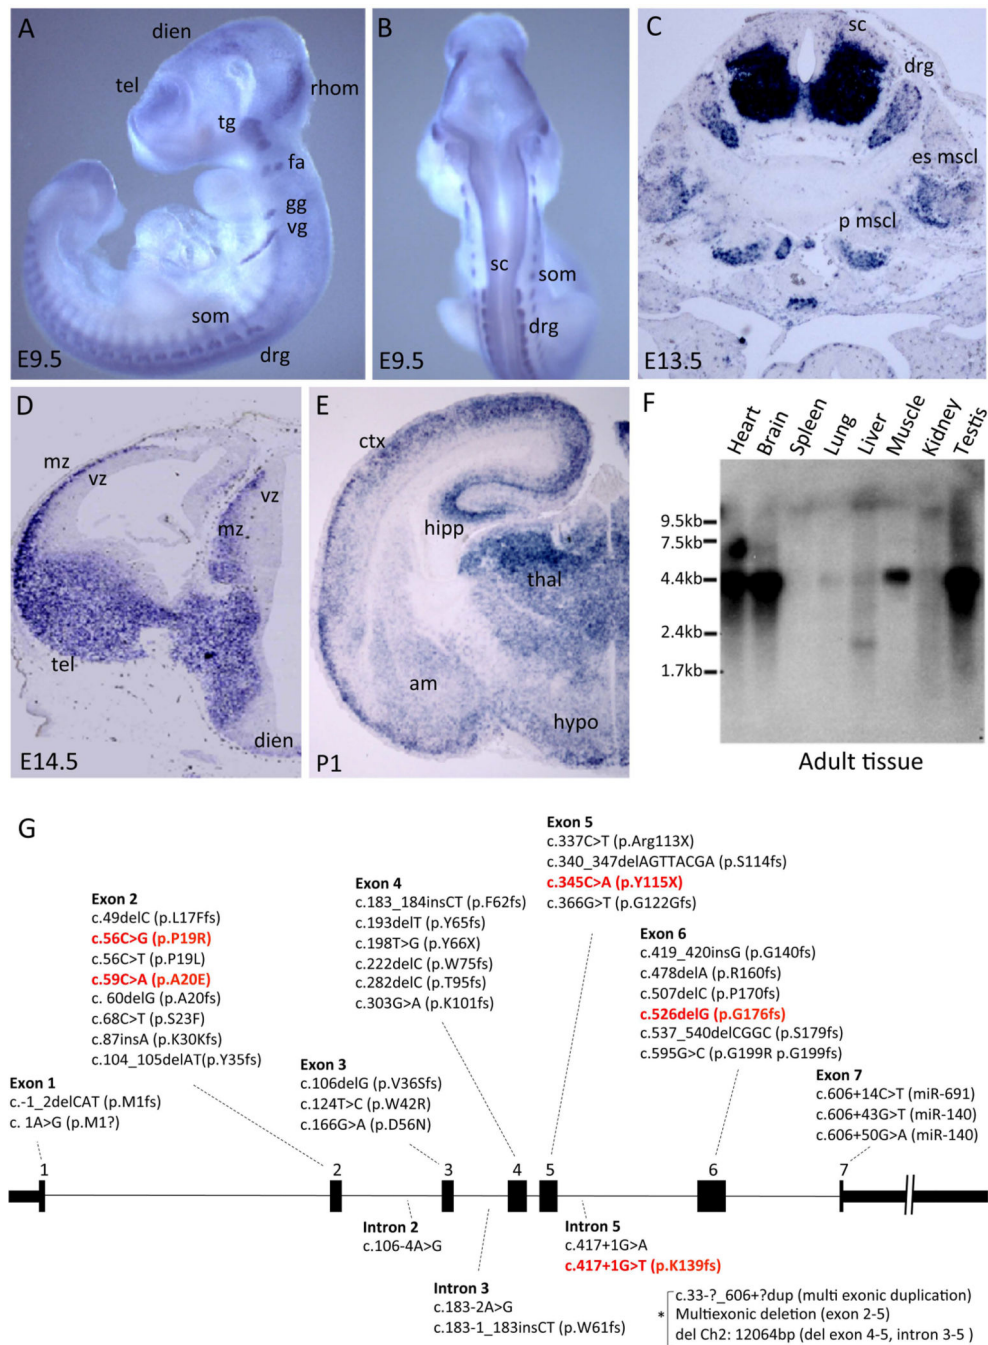 A
dien
tel
rhom
tg
fa
gg
vg
som
drg
E9.5
B
sc
som
drg
E9.5
C
sc
drg
es mscl
p mscl
E13.5
D
mz
vz
vz
mz
tel
dien
E14.5
E
ctx
hipp
thal
am
hypo
P1
F
Heart
Brain
Spleen
Lung
Liver
Muscle
Kidney
Testis
9.5kb
7.5kb
4.4kb
2.4kb
1.7kb
Adult tissue
G
Exon 1
c.-1_2delCAT (p.M1fs)
c. 1A>G (p.M1?)
Exon 2
c.49delC (p.L17Ffs)
c.56C>G (p.P19R)
c.56C>T (p.P19L)
c.59C>A (p.A20E)
c. 60delG (p.A20fs)
c.68C>T (p.S23F)
c.87insA (p.K30Kfs)
c.104_105delAT(p.Y35fs)
Exon 3
c.106delG (p.V36Sfs)
c.124T>C (p.W42R)
c.166G>A (p.D56N)
Exon 4
c.183_184insCT (p.F62fs)
c.193delT (p.Y65fs)
c.198T>G (p.Y66X)
c.222delC (p.W75fs)
c.282delC (p.T95fs)
c.303G>A (p.K101fs)
Exon 5
c.337C>T (p.Arg113X)
c.340_347delAGTTACGA (p.S114fs)
c.345C>A (p.Y115X)
c.366G>T (p.G122Gfs)
Exon 6
c.419_420insG (p.G140fs)
c.478delA (p.R160fs)
c.507delC (p.P170fs)
c.526delG (p.G176fs)
c.537_540delCGGC (p.S179fs)
c.595G>C (p.G199R p.G199fs)
Exon 7
c.606+14C>T (miR-691)
c.606+43G>T (miR-140)
c.606+50G>A (miR-140)
1
2
3
4
5
6
7
Intron 2
c.106-4A>G
Intron 3
c.183-2A>G
c.183-1_183insCT (p.W61fs)
Intron 5
c.417+1G>A
c.417+1G>T (p.K139fs)
c.33-?_606+?dup (multi exonic duplication)
* Multiexonic deletion (exon 2-5)
del Ch2: 12064bp (del exon 4-5, intron 3-5 )